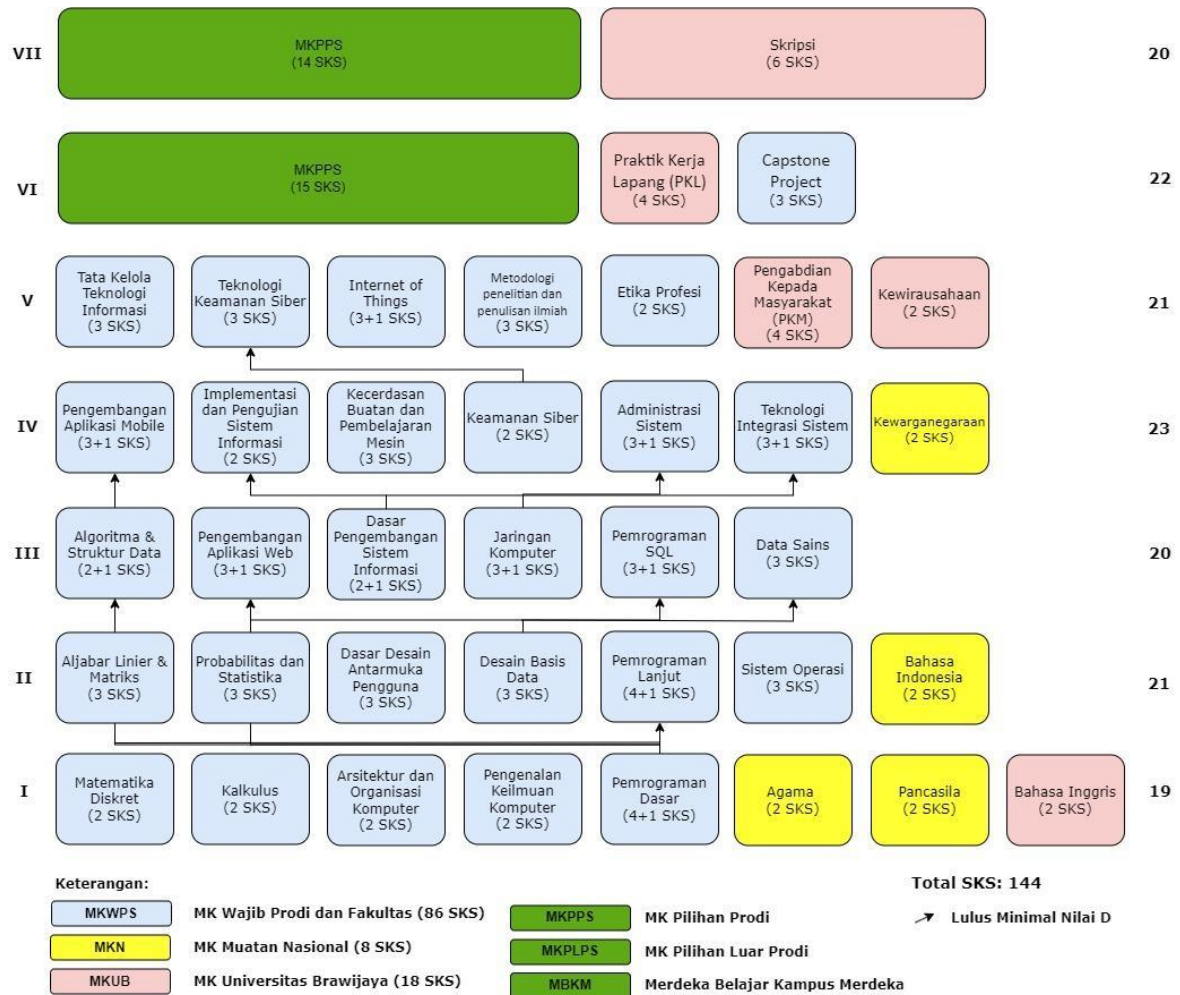 VII
MKPPS
(14 SKS)
Skripsi
(6 SKS)
20
VI
MKPPS
(15 SKS)
Praktik Kerja
Lapang (PKL)
(4 SKS)
Capstone
Project
(3 SKS)
22
V
Tata Kelola
Teknologi
Informasi
(3 SKS)
Teknologi
Keamanan Siber
(3 SKS)
Internet of
Things
(3+1 SKS)
Metodologi
penelitian dan
penulisan ilmiah
(3 SKS)
Etika Profesi
(2 SKS)
Pengabdian
Kepada
Masyarakat
(PKM)
(4 SKS)
Kewirausahaan
(2 SKS)
21
IV
Pengembangan
Aplikasi Mobile
(3+1 SKS)
Implementasi
dan Pengujian
Sistem
Informasi
(2 SKS)
Kecerdasan
Buatan dan
Pembelajaran
Mesin
(3 SKS)
Keamanan Siber
(2 SKS)
Administrasi
Sistem
(3+1 SKS)
Teknologi
Integrasi Sistem
(3+1 SKS)
Kewarganegaraan
(2 SKS)
23
III
Algoritma &
Struktur Data
(2+1 SKS)
Pengembangan
Aplikasi Web
(3+1 SKS)
Dasar
Pengembangan
Sistem
Informasi
(2+1 SKS)
Jaringan
Komputer
(3+1 SKS)
Pemrograman
SQL
(3+1 SKS)
Data Sains
(3 SKS)
20
II
Aljabar Linier &
Matriks
(3 SKS)
Probabilitas dan
Statistika
(3 SKS)
Dasar Desain
Antarmuka
Pengguna
(3 SKS)
Desain Basis
Data
(3 SKS)
Pemrograman
Lanjut
(4+1 SKS)
Sistem Operasi
(3 SKS)
Bahasa
Indonesia
(2 SKS)
21
I
Matematika
Diskret
(2 SKS)
Kalkulus
(2 SKS)
Arsitektur dan
Organisasi
Komputer
(2 SKS)
Pengenalan
Keilmuan
Komputer
(2 SKS)
Pemrograman
Dasar
(4+1 SKS)
Agama
(2 SKS)
Pancasila
(2 SKS)
Bahasa Inggris
(2 SKS)
19
Keterangan:
Total SKS: 144
MKWPS
MK Wajib Prodi dan Fakultas (86 SKS)
MKPPS
MK Pilihan Prodi
Lulus Minimal Nilai D
MKN
MK Muatan Nasional (8 SKS)
MKPLPS
MK Pilihan Luar Prodi
MKUB
MK Universitas Brawijaya (18 SKS)
MBKM
Merdeka Belajar Kampus Merdeka